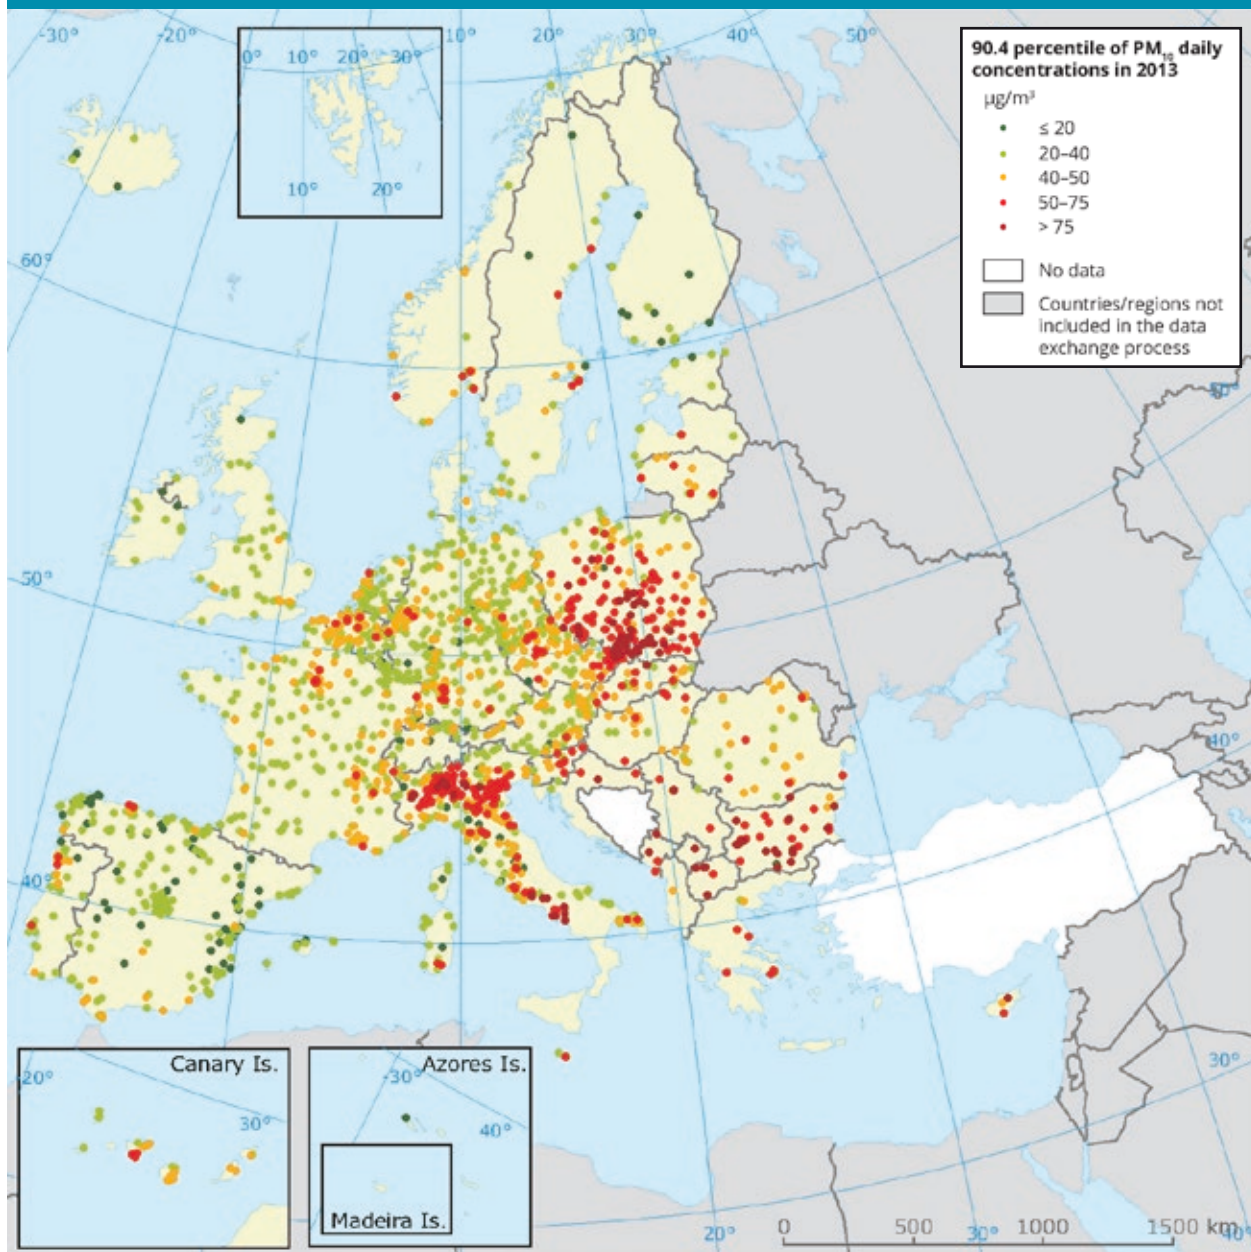 -30°
-20°
10°
20°
30°
40°
50°
0°
10°
20°
30°
10°
20°
90.4 percentile of PM₁₀ daily
concentrations in 2013
µg/m³
≤ 20
20–40
40–50
50–75
> 75
No data
Countries/regions not
included in the data
exchange process
60°
50°
50°
40°
40°
30°
Canary Is.
-20°
30°
Azores Is.
-30°
40°
Madeira Is.
20°
30°
40°
0 500 1000 1500 km